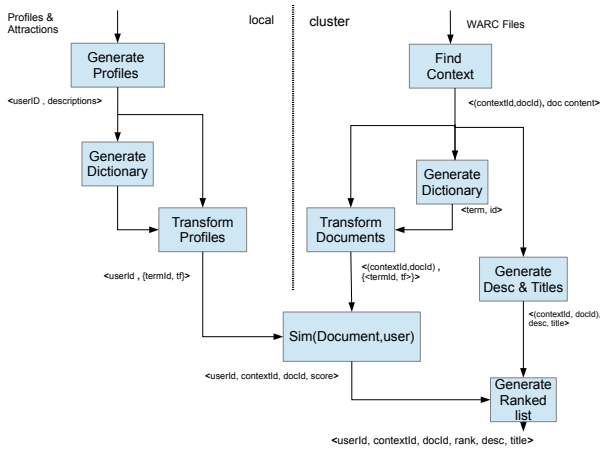 Profiles &
Attractions
local
cluster
WARC Files
Generate
Profiles
Find
Context
<userID , descriptions>
<(contextId,docId), doc content>
Generate
Dictionary
Generate
Dictionary
<term, id>
Transform
Profiles
Transform
Documents
<userId , {termId, tf}>
<(contextId,docId) ,
{<termId, tf>}>
Generate
Desc & Titles
<(contextId, docId),
desc, title>
Sim(Document,user)
<userId, contextId, docId, score>
Generate
Ranked
list
<userId, contextId, docId, rank, desc, title>